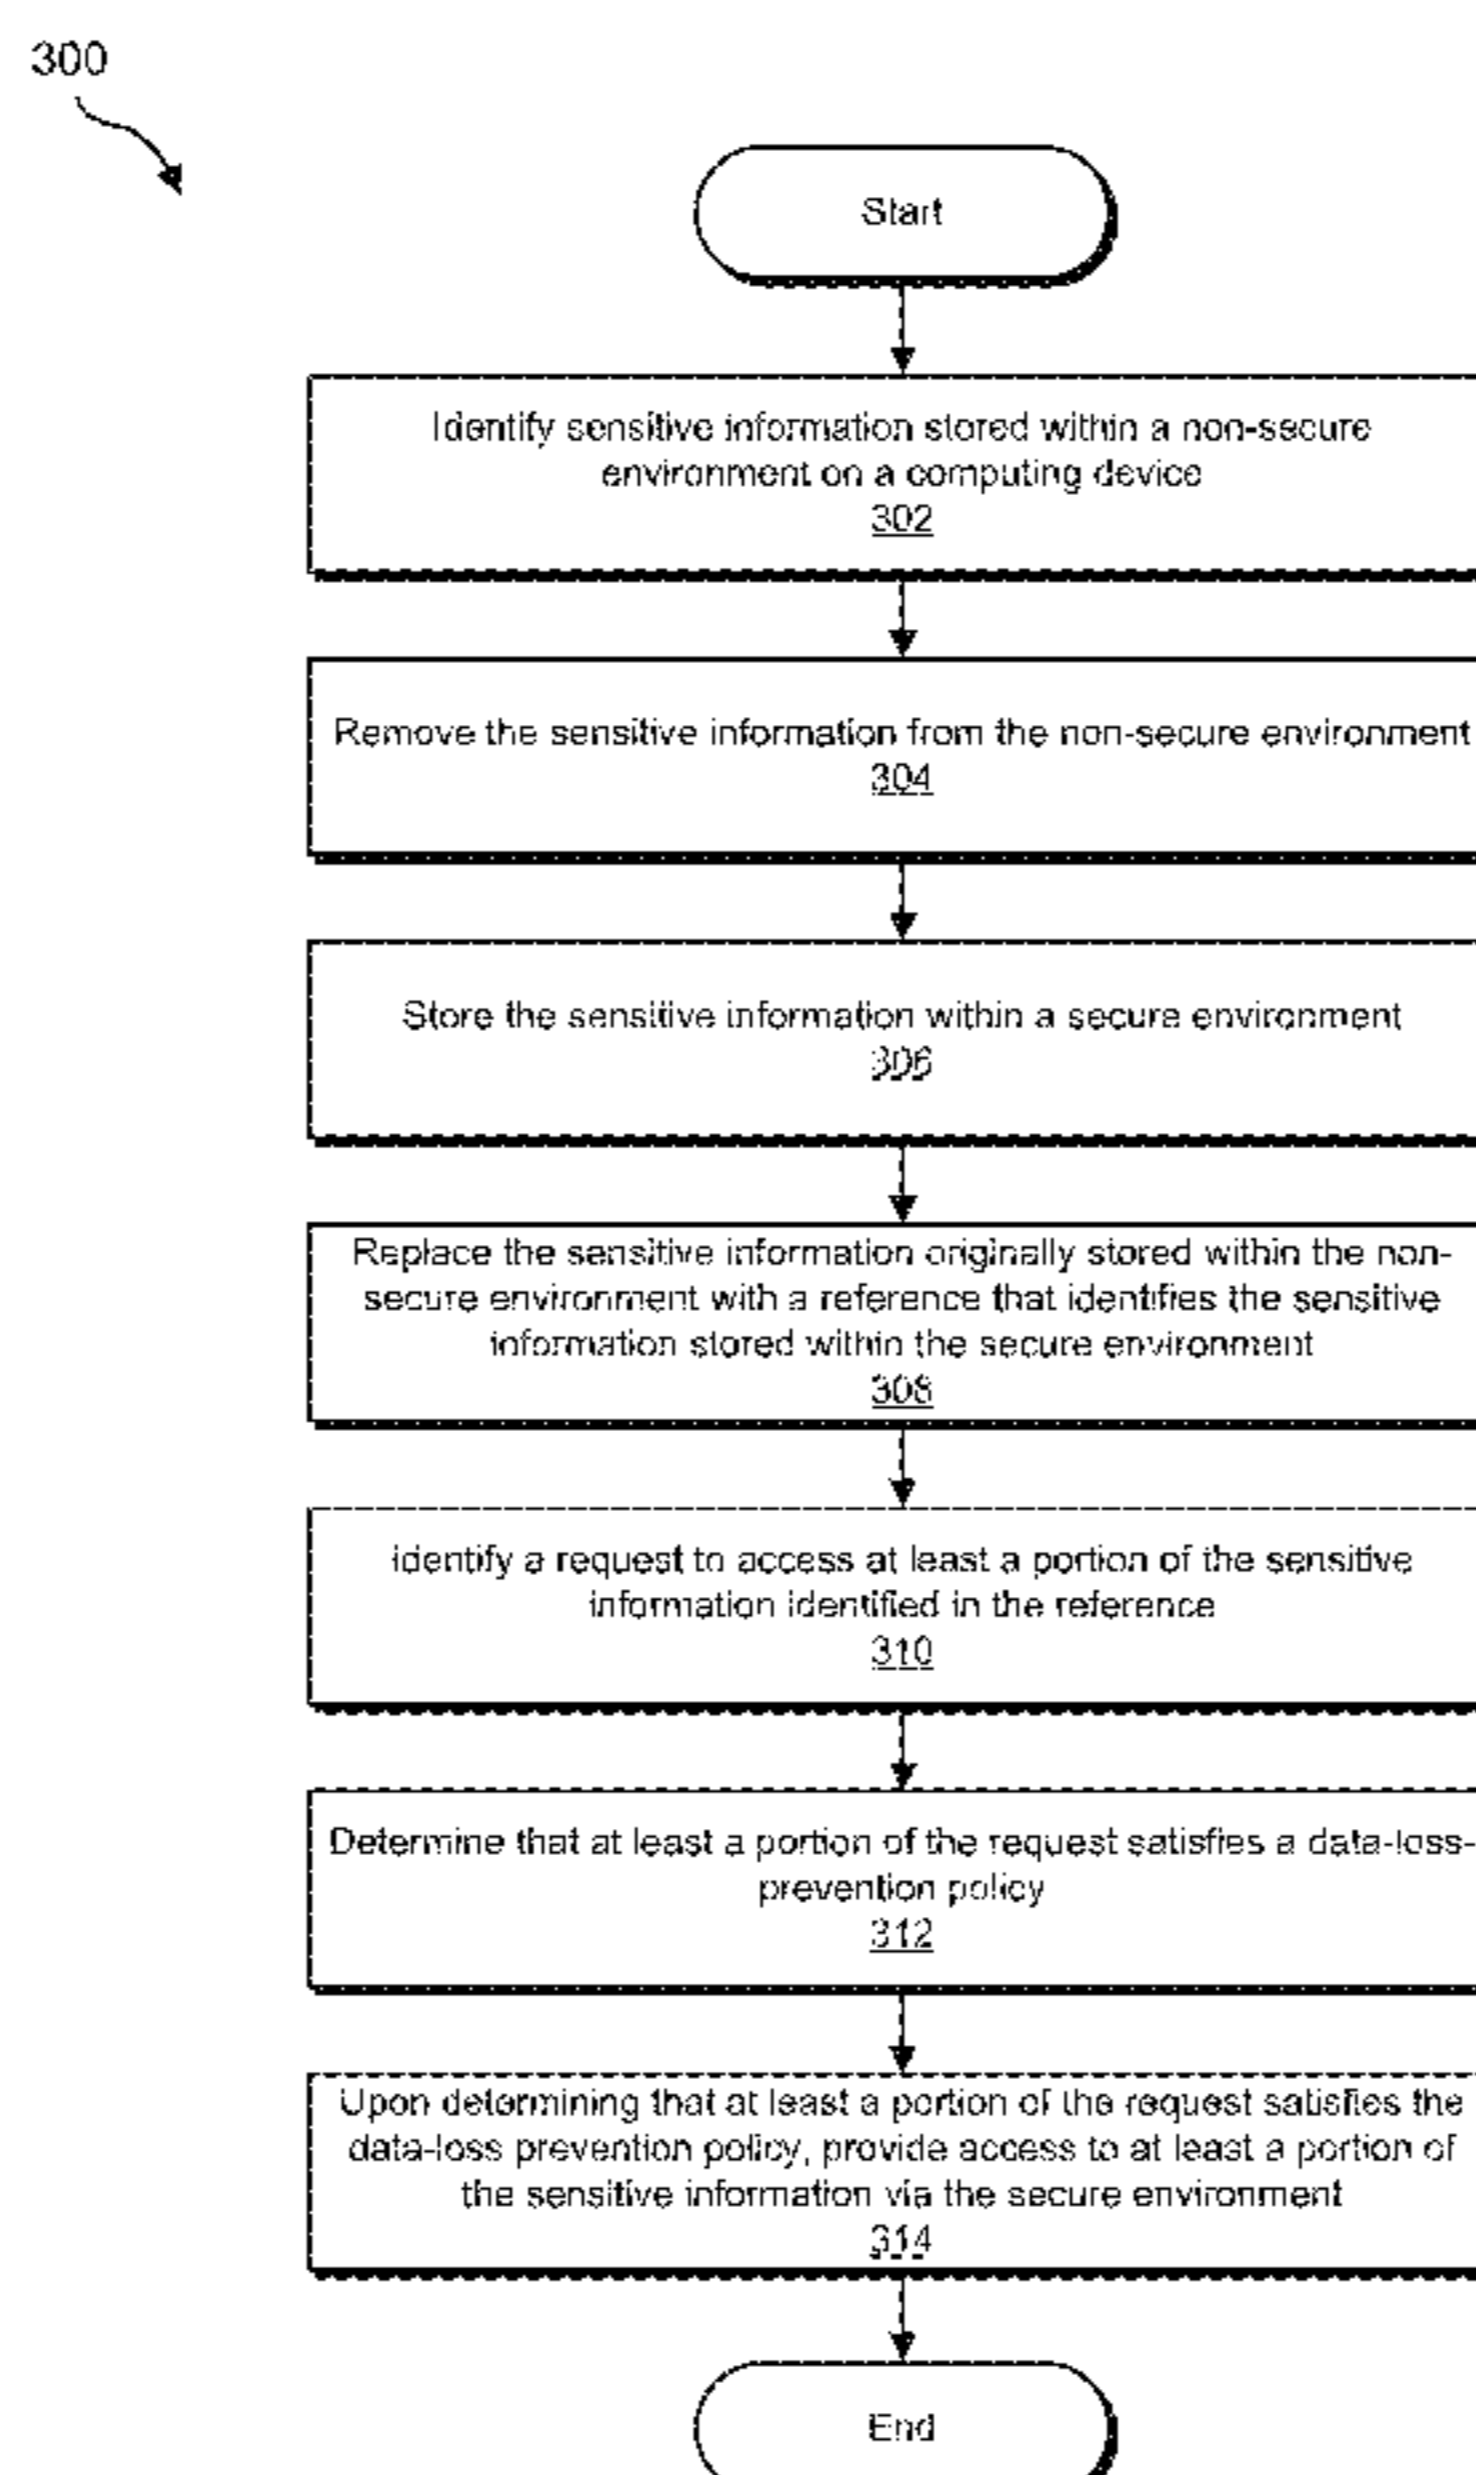 300
Start
Identify sensitive information stored within a non-secure
environment on a computing device
302
Remove the sensitive information from the non-secure environment
304
Store the sensitive information within a secure environment
306
Replace the sensitive information originally stored within the non-
secure environment with a reference that identifies the sensitive
information stored within the secure environment
308
Identify a request to access at least a portion of the sensitive
information identified in the reference
310
Determine that at least a portion of the request satisfies a data-loss-
prevention policy
312
Upon determining that at least a portion of the request satisfies the
data-loss prevention policy, provide access to at least a portion of
the sensitive information via the secure environment
314
End